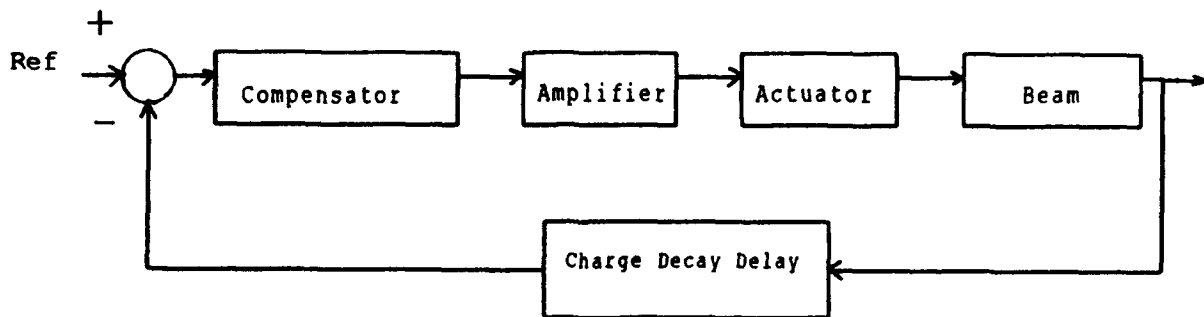 +
Ref
−
Compensator
Amplifier
Actuator
Beam
Charge Decay Delay